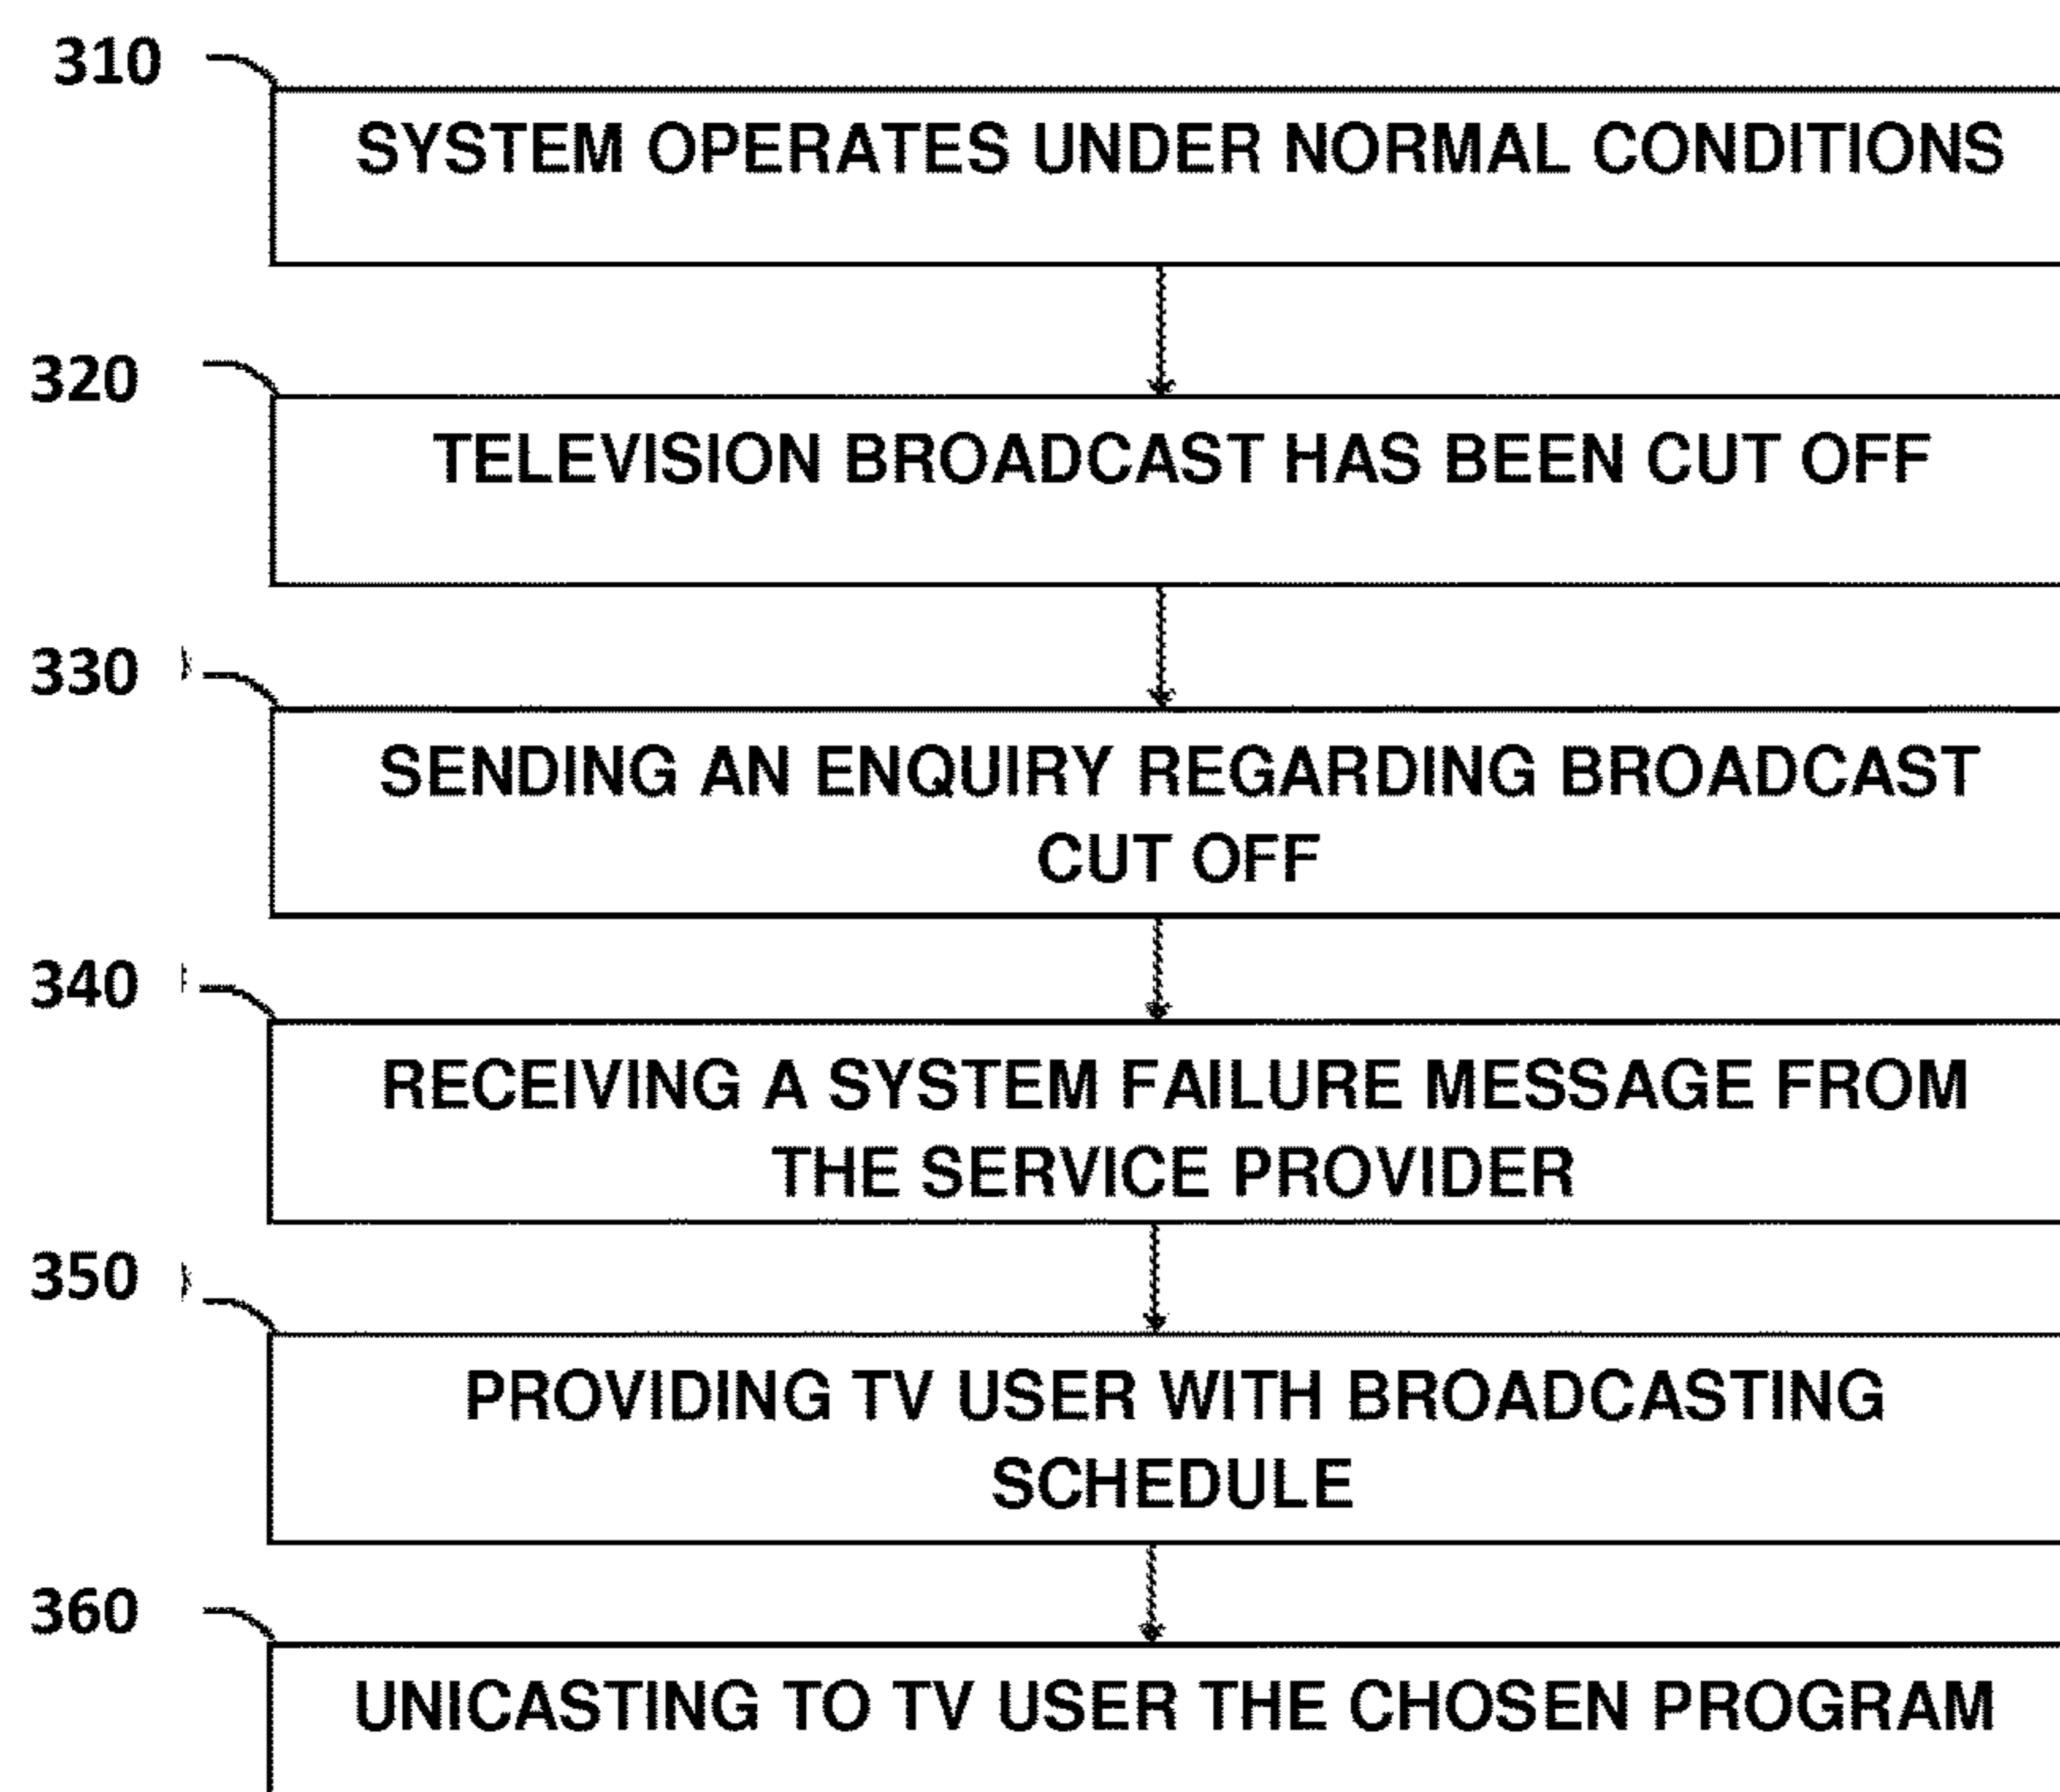 310
SYSTEM OPERATES UNDER NORMAL CONDITIONS
320
TELEVISION BROADCAST HAS BEEN CUT OFF
330
SENDING AN ENQUIRY REGARDING BROADCAST
CUT OFF
340
RECEIVING A SYSTEM FAILURE MESSAGE FROM
THE SERVICE PROVIDER
350
PROVIDING TV USER WITH BROADCASTING
SCHEDULE
360
UNICASTING TO TV USER THE CHOSEN PROGRAM